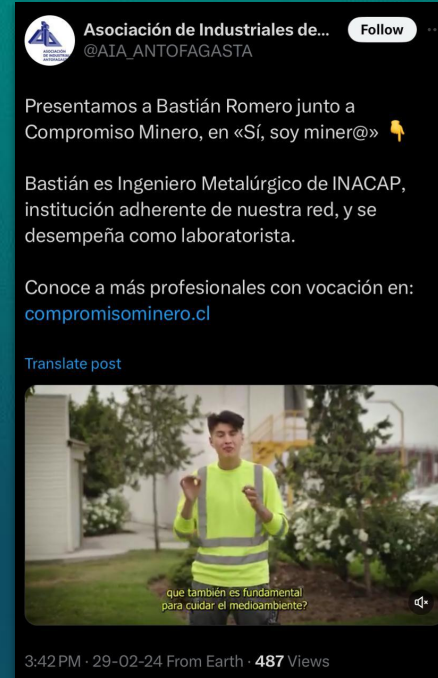 Asociación de Industriales de...
Follow
@AIA_ANTOFAGASTA
Presentamos a Bastián Romero junto a
Compromiso Minero, en «Sí, soy miner@» 👇
Bastián es Ingeniero Metalúrgico de INACAP,
institución adherente de nuestra red, y se
desempeña como laboratorista.
Conoce a más profesionales con vocación en:
compromisominero.cl
Translate post
que también es fundamental
para cuidar el medioambiente?
3:42 PM · 29-02-24 From Earth · 487 Views